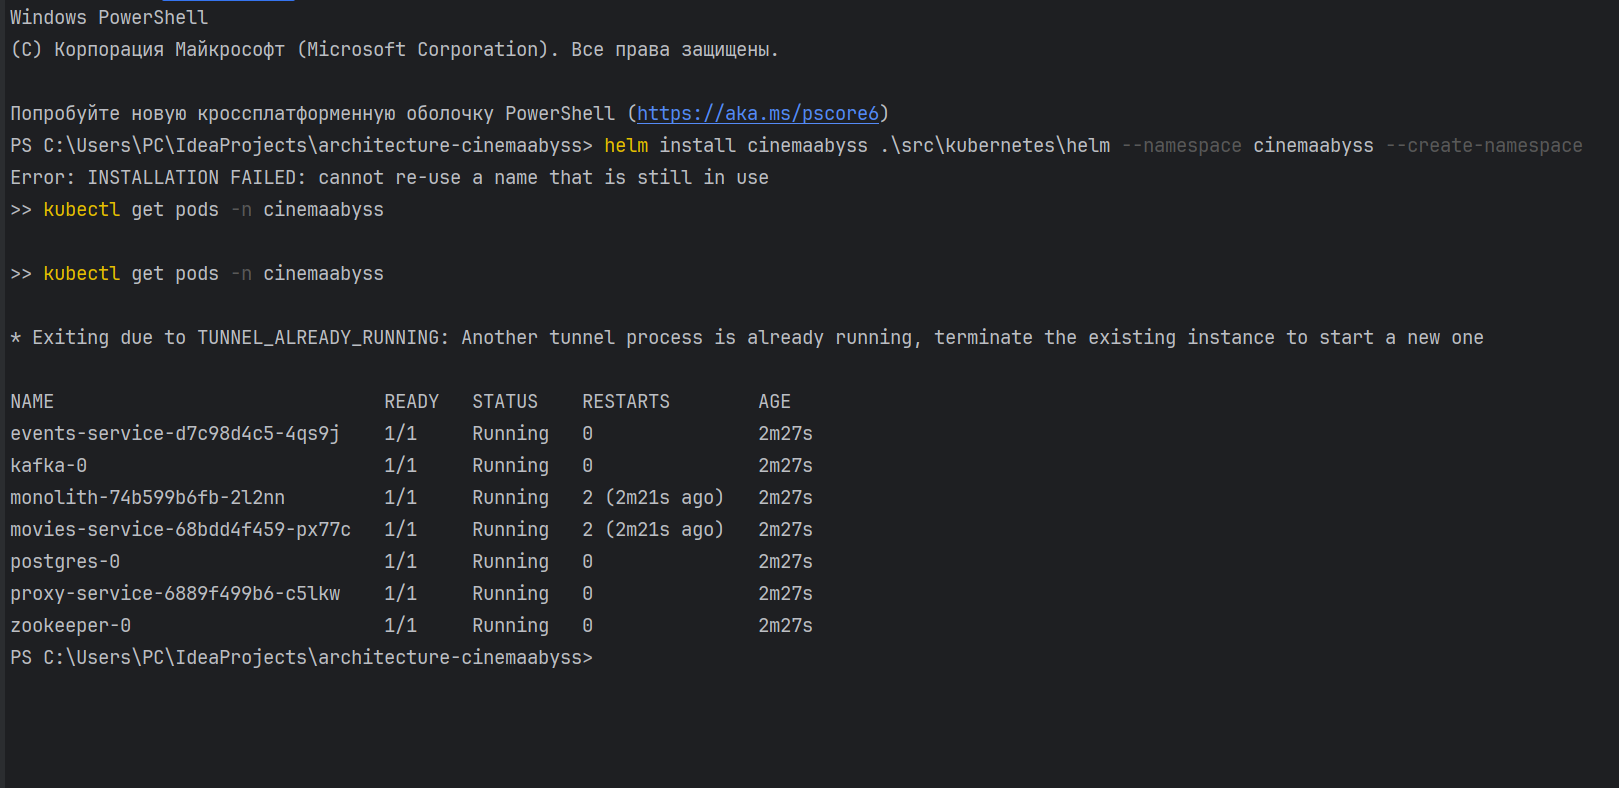 Windows PowerShell
(C) Корпорация Майкрософт (Microsoft Corporation). Все права защищены.
Попробуйте новую кроссплатформенную оболочку PowerShell (https://aka.ms/pscore6)
PS C:\Users\PC\IdeaProjects\architecture-cinemaabyss> helm install cinemaabyss .\src\kubernetes\helm --namespace cinemaabyss --create-namespace
Error: INSTALLATION FAILED: cannot re-use a name that is still in use
>> kubectl get pods -n cinemaabyss
>> kubectl get pods -n cinemaabyss
* Exiting due to TUNNEL_ALREADY_RUNNING: Another tunnel process is already running, terminate the existing instance to start a new one
NAME READY STATUS RESTARTS AGE
events-service-d7c98d4c5-4qs9j 1/1 Running 0 2m27s
kafka-0 1/1 Running 0 2m27s
monolith-74b599b6fb-2l2nn 1/1 Running 2 (2m21s ago) 2m27s
movies-service-68bdd4f459-px77c 1/1 Running 2 (2m21s ago) 2m27s
postgres-0 1/1 Running 0 2m27s
proxy-service-6889f499b6-c5lkw 1/1 Running 0 2m27s
zookeeper-0 1/1 Running 0 2m27s
PS C:\Users\PC\IdeaProjects\architecture-cinemaabyss>